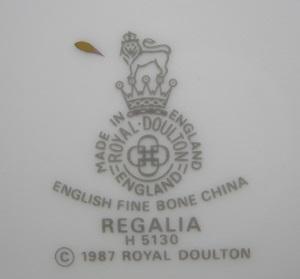 MADE IN ENGLAND
ROYAL·DOULTON
ENGLAND
ENGLISH FINE BONE CHINA
REGALIA
H 5130
© 1987 ROYAL DOULTON